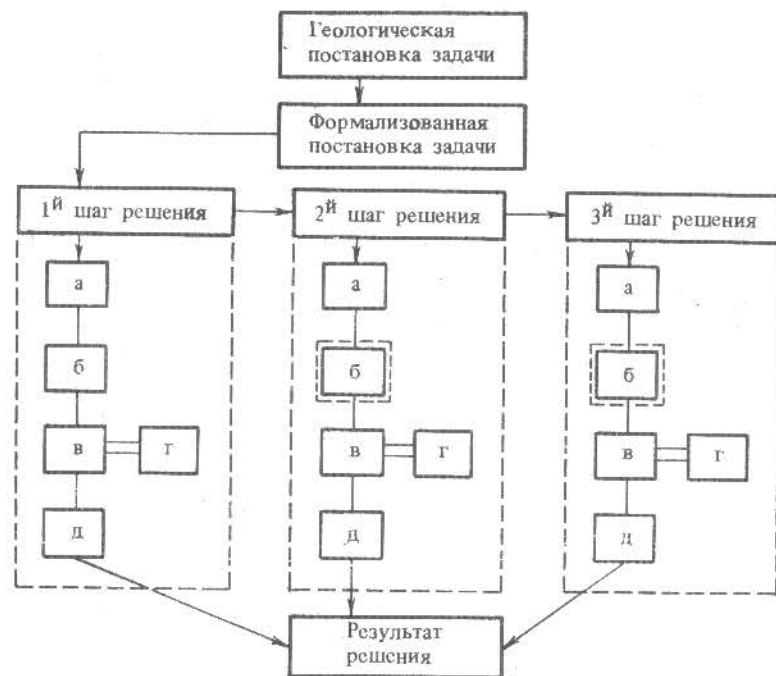 Геологическая
постановка задачи
Формализованная
постановка задачи
1й шаг решения
2й шаг решения
3й шаг решения
а
а
а
б
б
б
в
г
в
г
в
г
д
д
д
Результат
решения